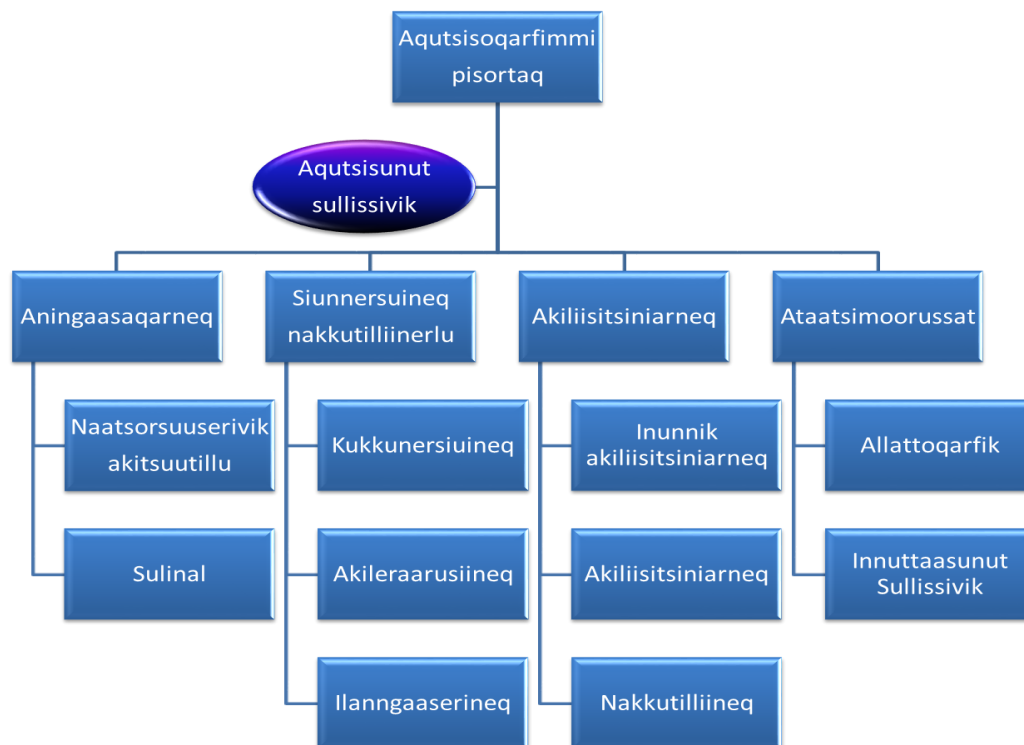 Aqutsisoqarfimmi
pisortaq
Aqutsisunut
sullissivik
Aningaasaqarneq
Siunnersuineq
nakkutilliinerlu
Akiliisitsiniarneq
Ataatsimoorussat
Naatsorsuuserivik
akitsuutillu
Kukkunersiuineq
Inunnik
akiliisitsiniarneq
Allattoqarfik
Sulinal
Akileraarusiineq
Akiliisitsiniarneq
Innuttaasunut
Sullissivik
Ilanngaaserineq
Nakkutilliineq